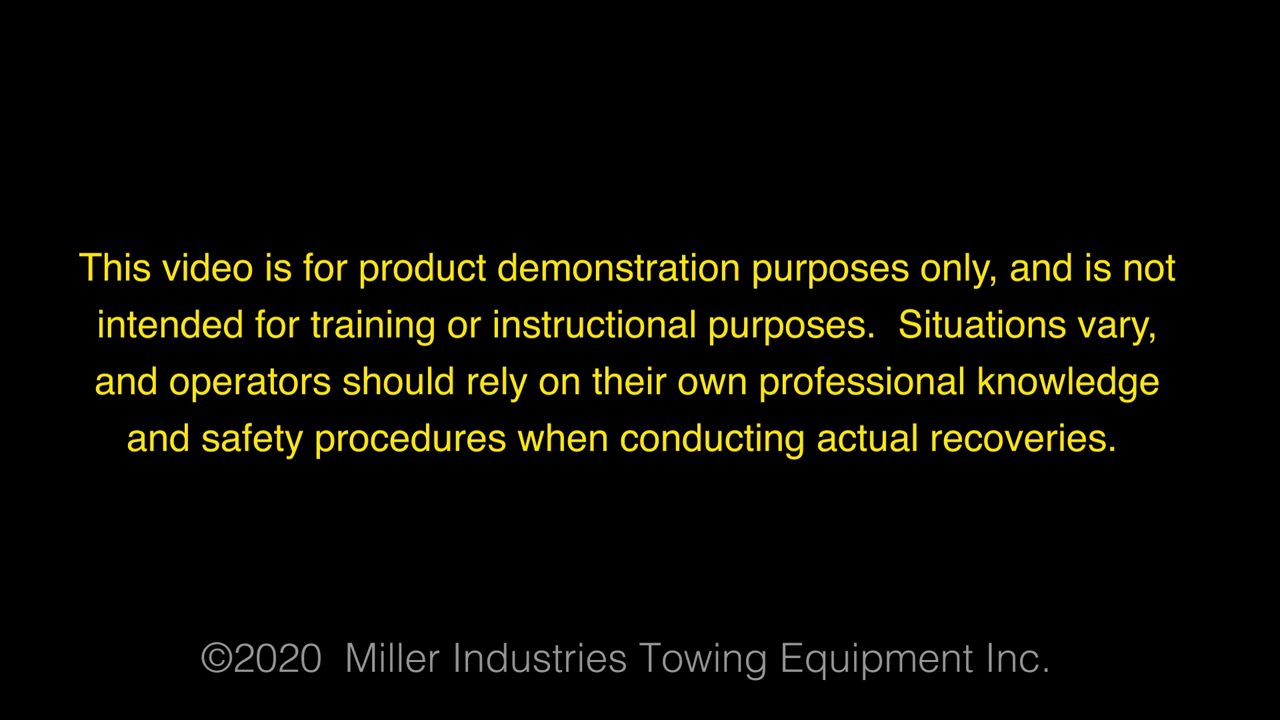 This video is for product demonstration purposes only, and is not
intended for training or instructional purposes.  Situations vary,
and operators should rely on their own professional knowledge
and safety procedures when conducting actual recoveries.
©2020  Miller Industries Towing Equipment Inc.